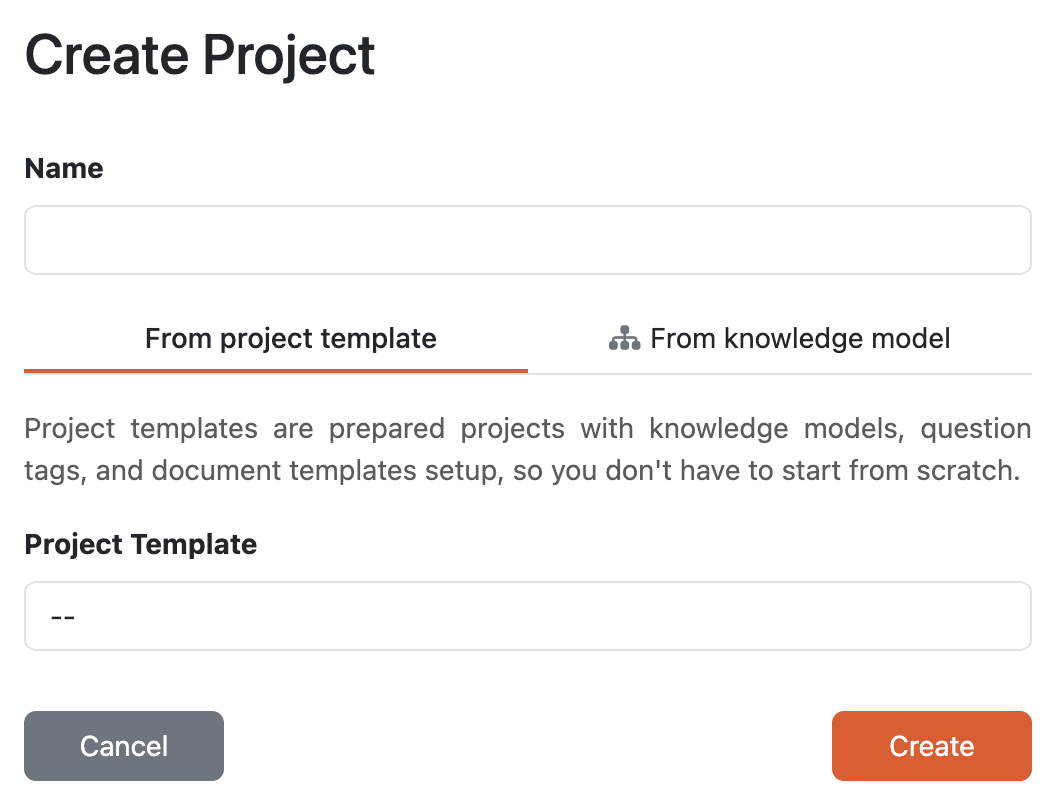 Create Project
Name
From project template
From knowledge model
Project templates are prepared projects with knowledge models, question
tags, and document templates setup, so you don't have to start from scratch.
Project Template
--
Cancel
Create